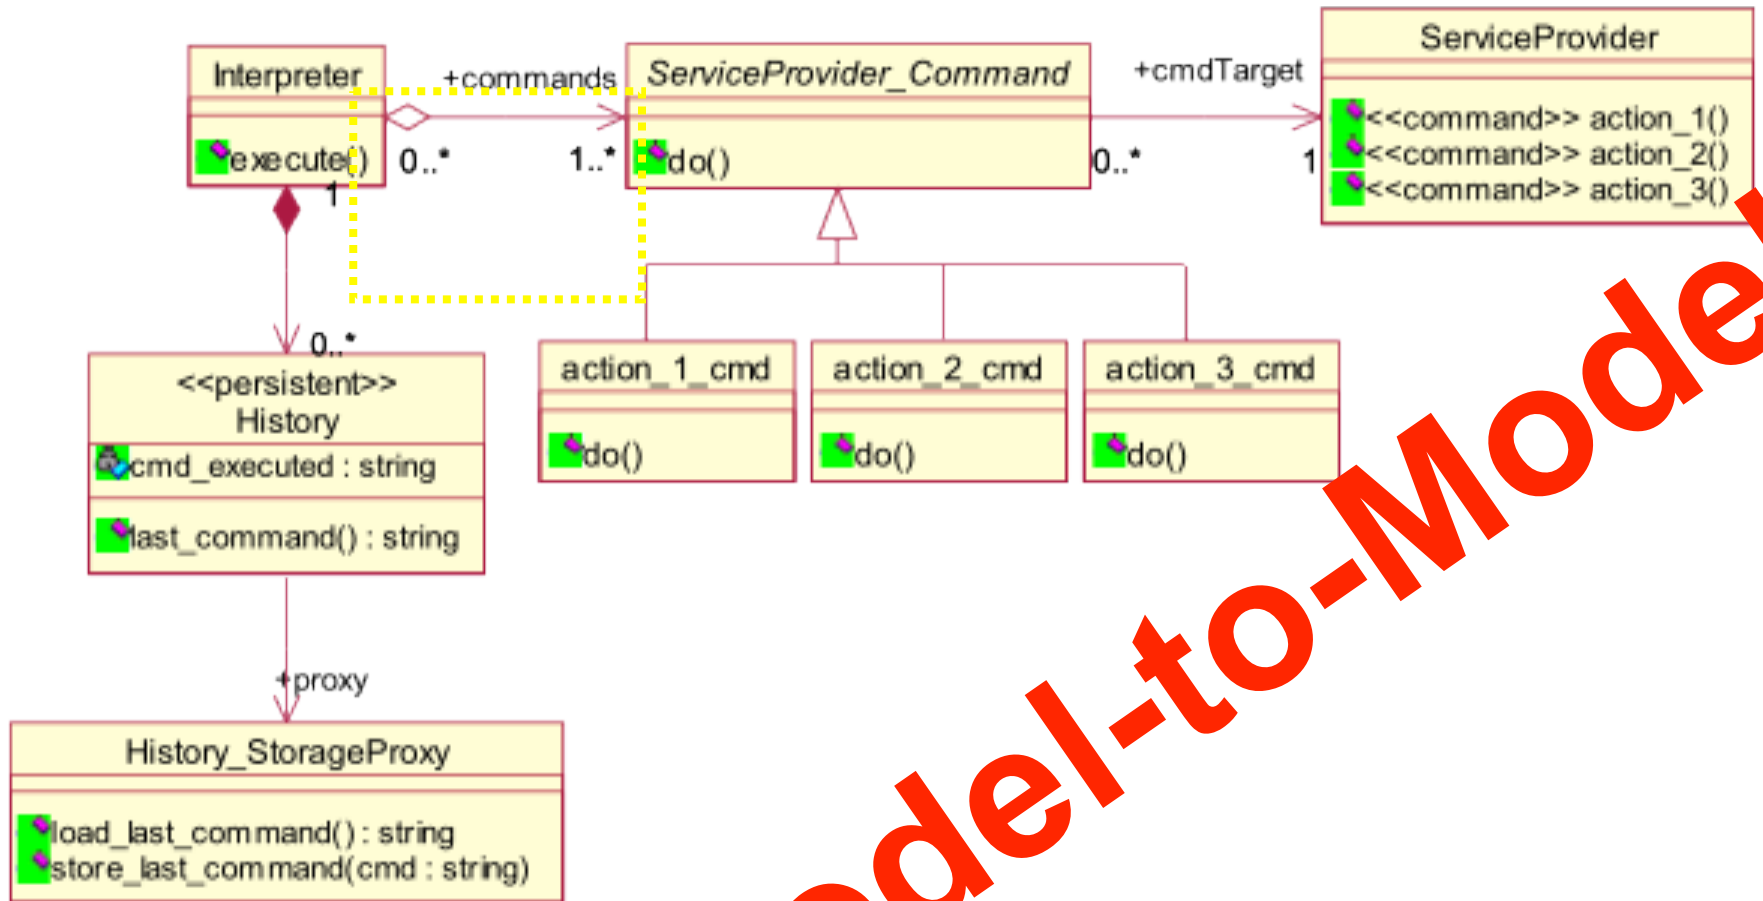 Interpreter
execute()
+commands
0..*
1..*
ServiceProvider_Command
do()
+cmdTarget
0..*
1
ServiceProvider
<<command>> action_1()
<<command>> action_2()
<<command>> action_3()
1
0..*
<<persistent>>
History
cmd_executed : string
last_command() : string
action_1_cmd
do()
action_2_cmd
do()
action_3_cmd
do()
+proxy
History_StorageProxy
load_last_command() : string
store_last_command(cmd : string)
odel-to-Model